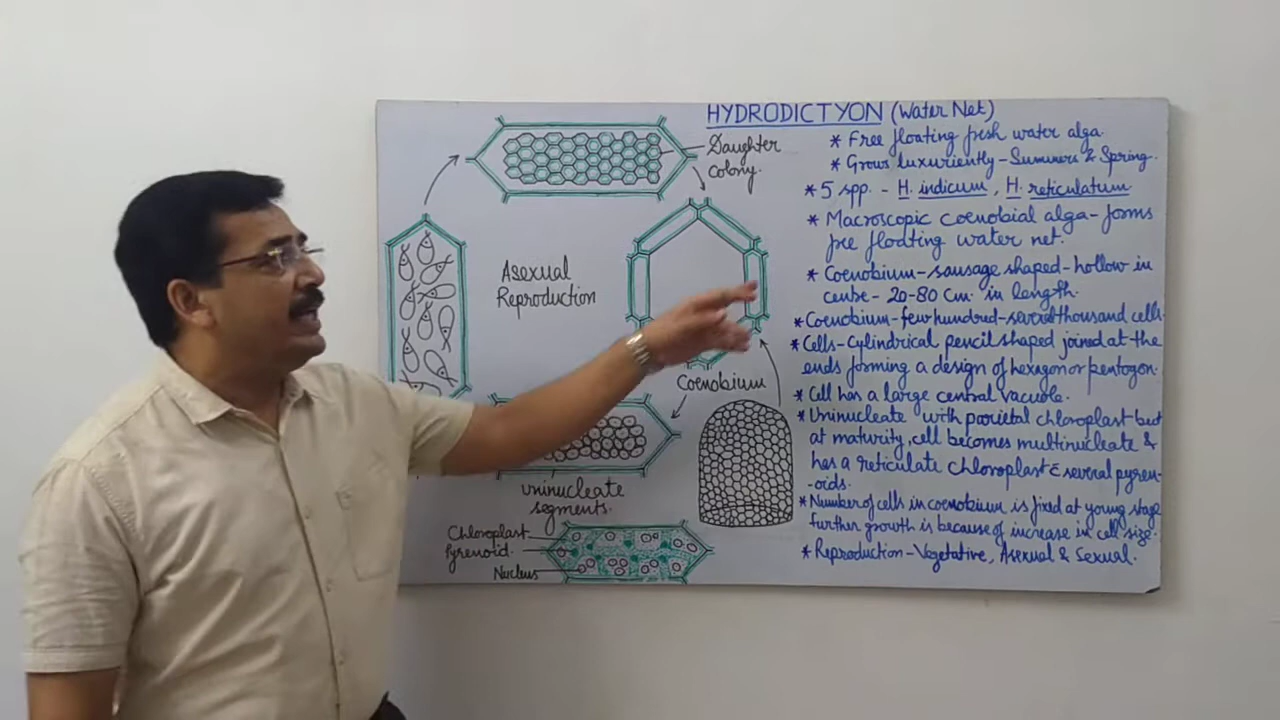 HYDRODICTYON (Water Net)
* Free floating fresh water alga.
* Grows luxuriently - Summers & Spring.
* 5 spp. - H. indicum, H. reticulatum
* Macroscopic coenobial alga - forms
free floating water net.
* Coenobium - sausage shaped - hollow in
centre - 20-80 cm. in length.
* Coenobium - few hundred - several thousand cells.
* Cells - Cylindrical pencil shaped joined at the
ends forming a design of hexagon or pentagon.
* Cell has a large central vacuole.
* Uninucleate with parietal chloroplast but
at maturity, cell becomes multinucleate &
has a reticulate chloroplast & several pyren-
-oids.
* Number of cells in coenobium is fixed at young stage
further growth is because of increase in cell size.
* Reproduction - Vegetative, Asexual & Sexual.
Daughter
colony.
Asexual
Reproduction
Coenobium
Uninucleate
segments.
Chloroplast
Pyrenoid.
Nucleus